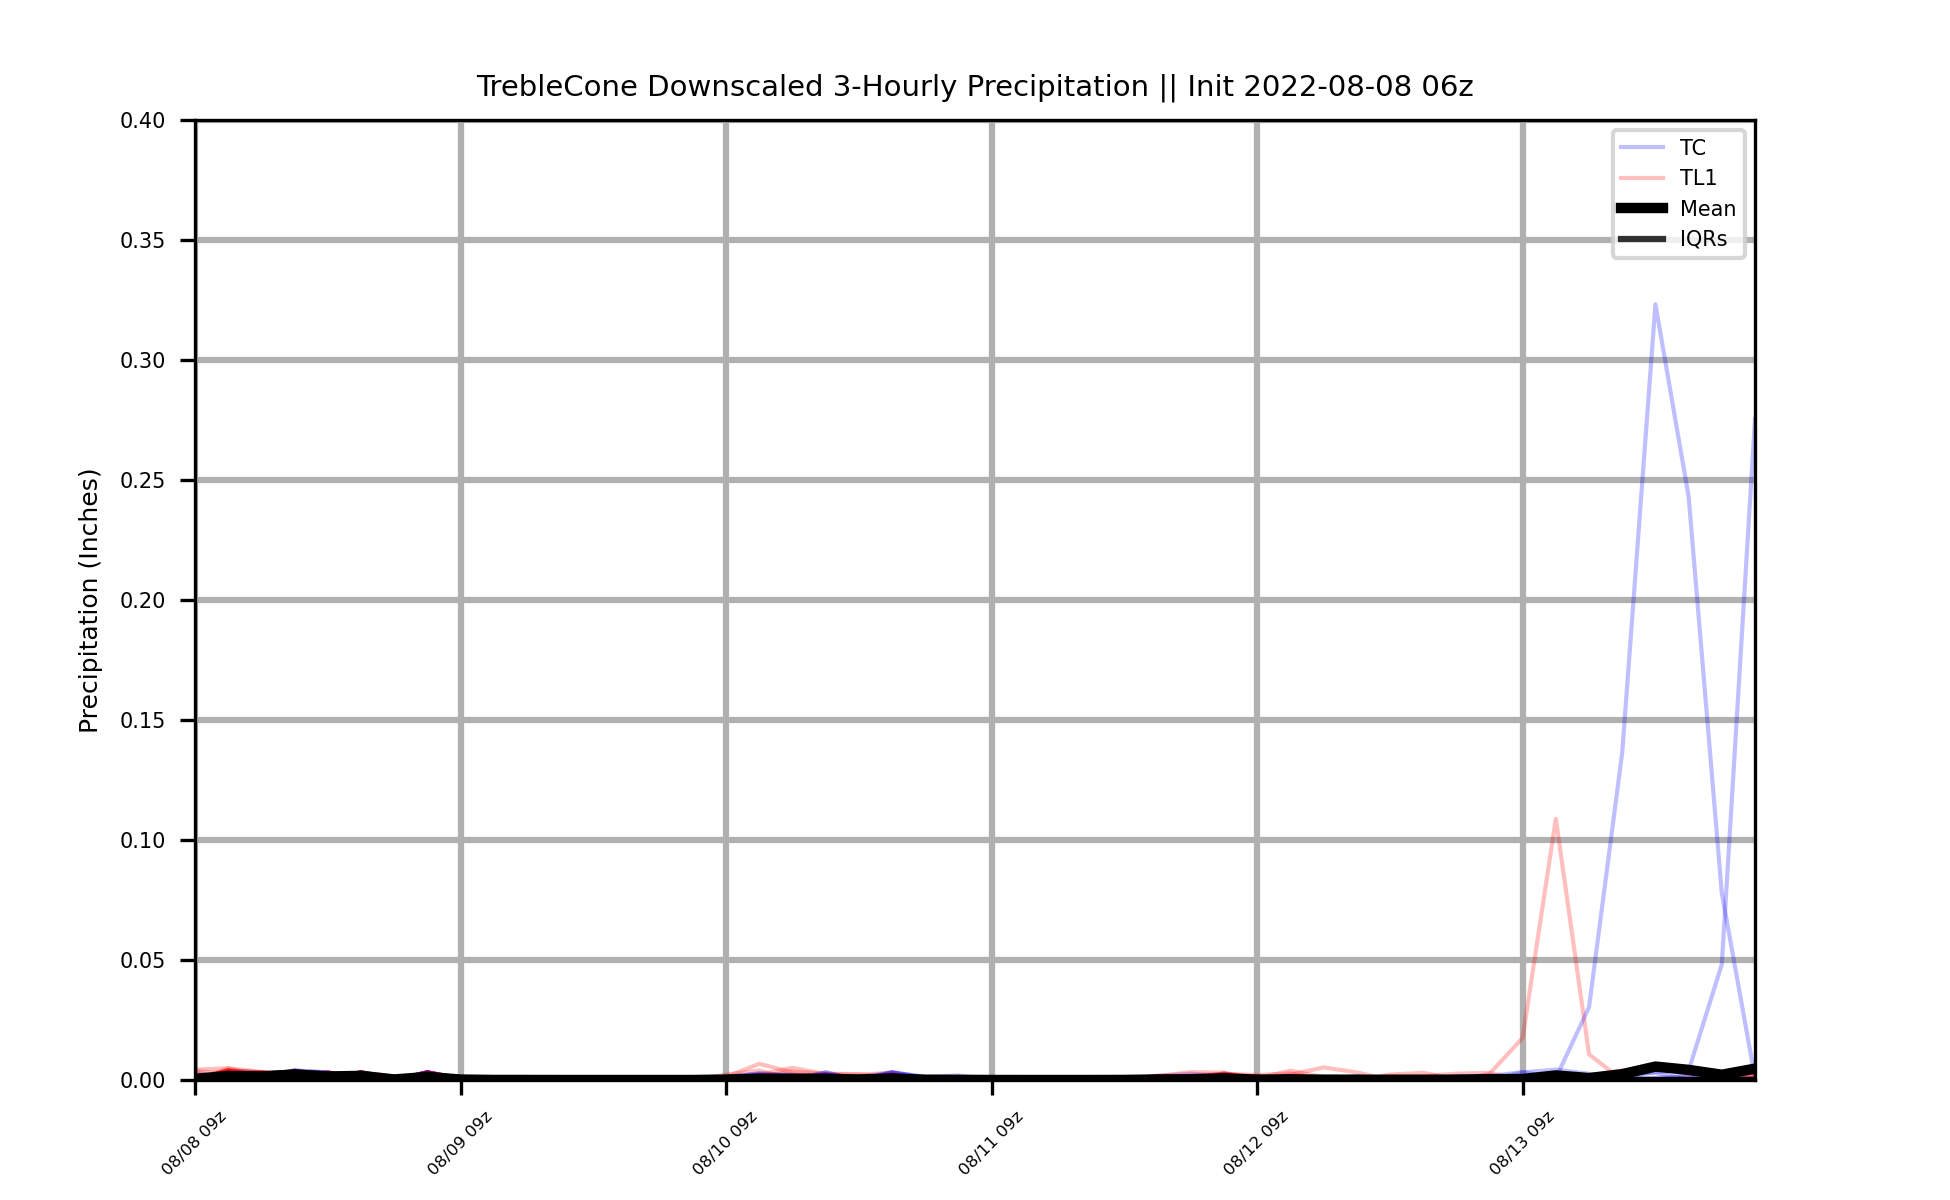 TrebleCone Downscaled 3-Hourly Precipitation || Init 2022-08-08 06z
0.40
0.35
0.30
0.25
0.20
0.15
0.10
0.05
0.00
Precipitation (Inches)
TC
TL1
Mean
IQRs
08/08 09z
08/09 09z
08/10 09z
08/11 09z
08/12 09z
08/13 09z